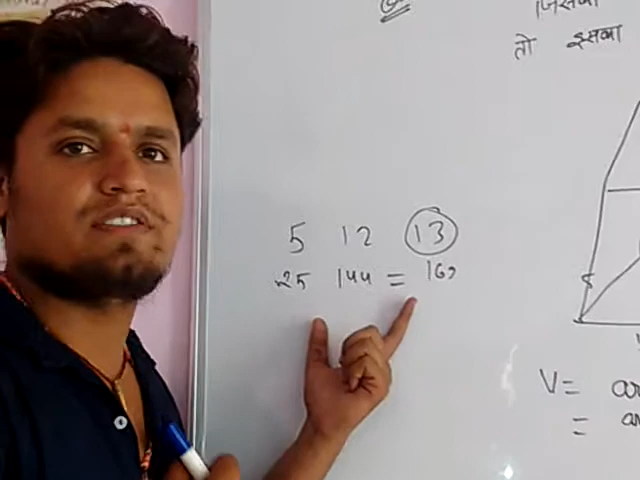 जिसका
तो इसका
5 12 13
25 144 = 169
V =
=